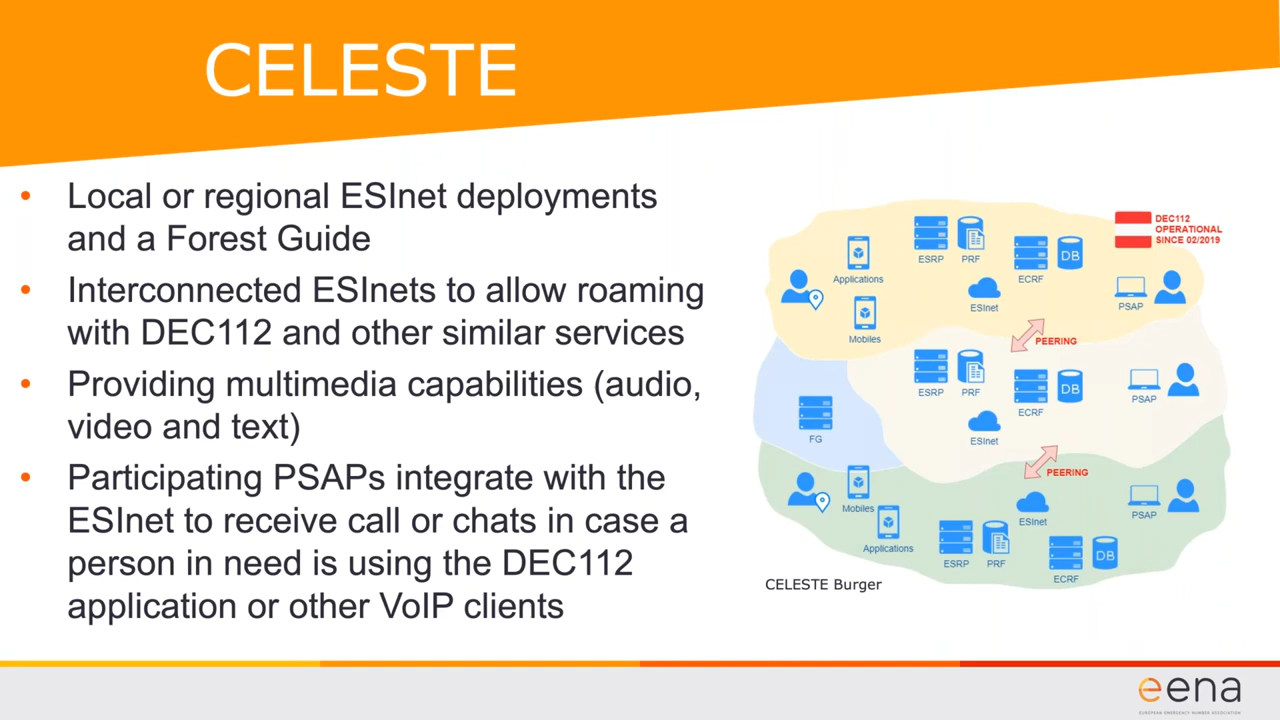 CELESTE
• Local or regional ESInet deployments
and a Forest Guide
• Interconnected ESInets to allow roaming
with DEC112 and other similar services
• Providing multimedia capabilities (audio,
video and text)
• Participating PSAPs integrate with the
ESInet to receive call or chats in case a
person in need is using the DEC112
application or other VoIP clients
DEC112
OPERATIONAL
SINCE 02/2019
Applications
ESRP
PRF
DB
ECRF
ESInet
PSAP
Mobiles
PEERING
ESRP
PRF
DB
ECRF
PSAP
FG
ESInet
PEERING
Mobiles
ESInet
PSAP
Applications
ESRP
PRF
DB
ECRF
CELESTE Burger
eena
EUROPEAN EMERGENCY NUMBER ASSOCIATION